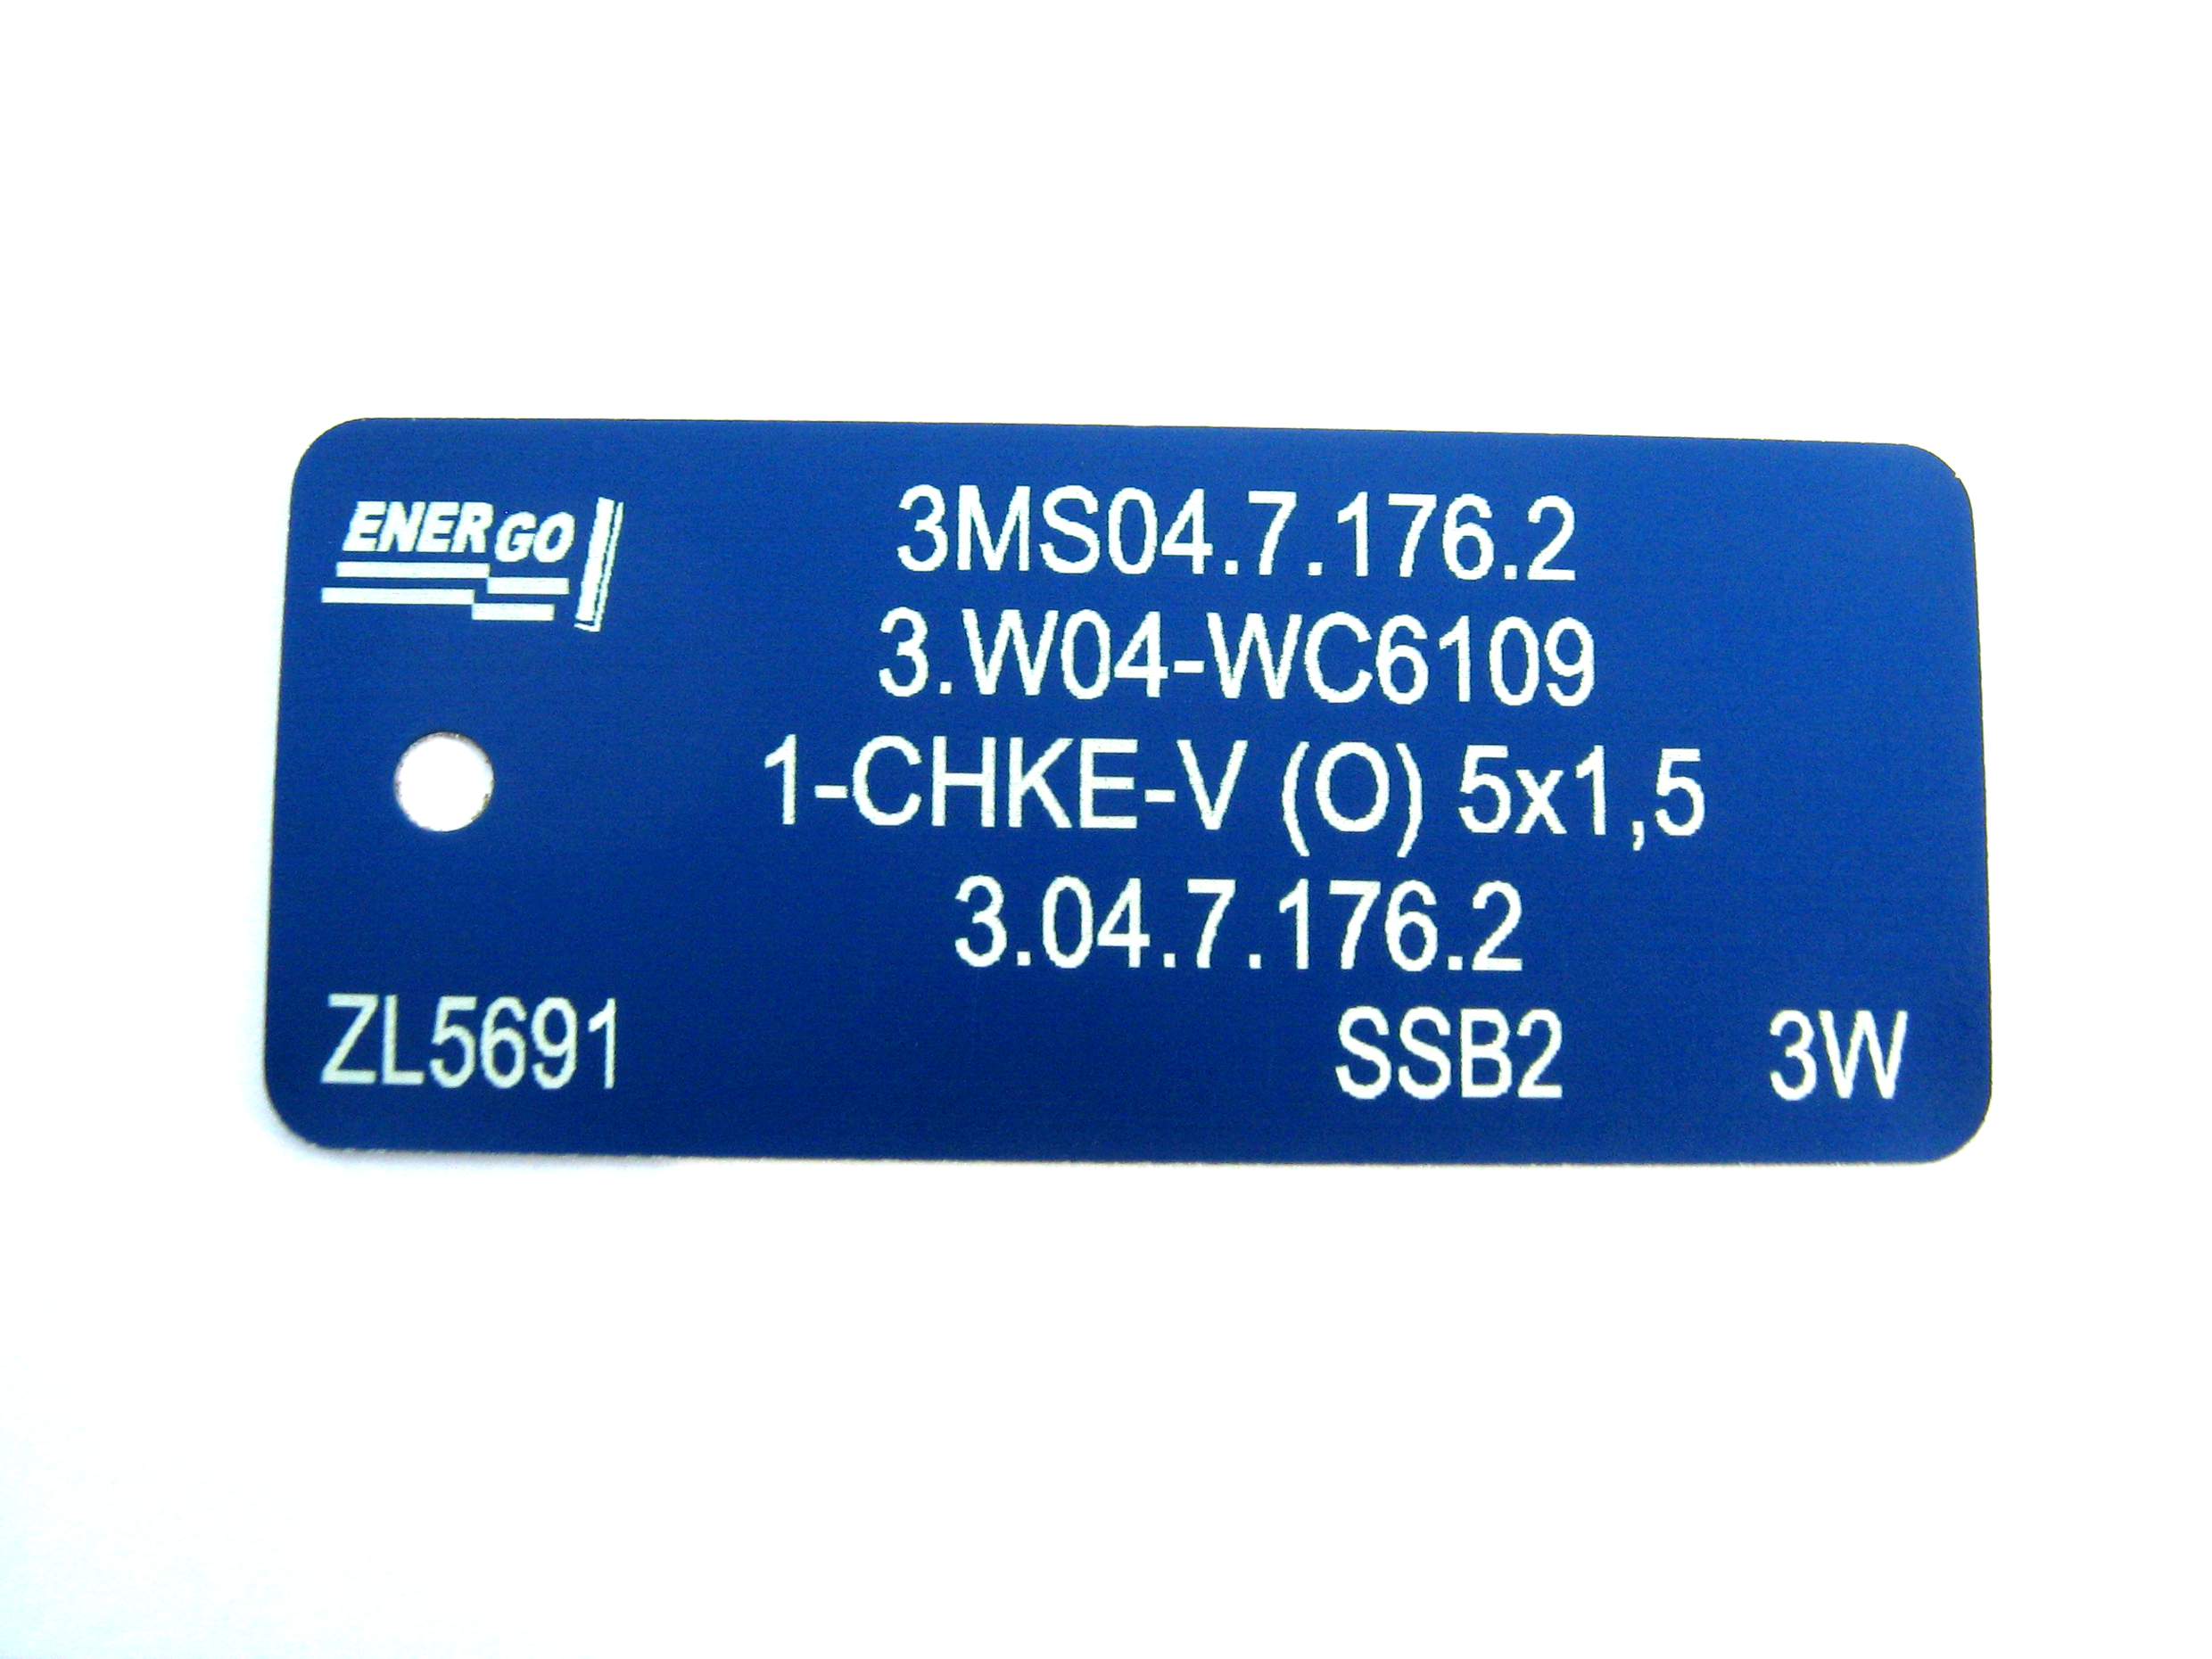 ENERGO
3MS04.7.176.2
3.W04-WC6109
1-CHKE-V (O) 5x1,5
3.04.7.176.2
ZL5691 SSB2 3W